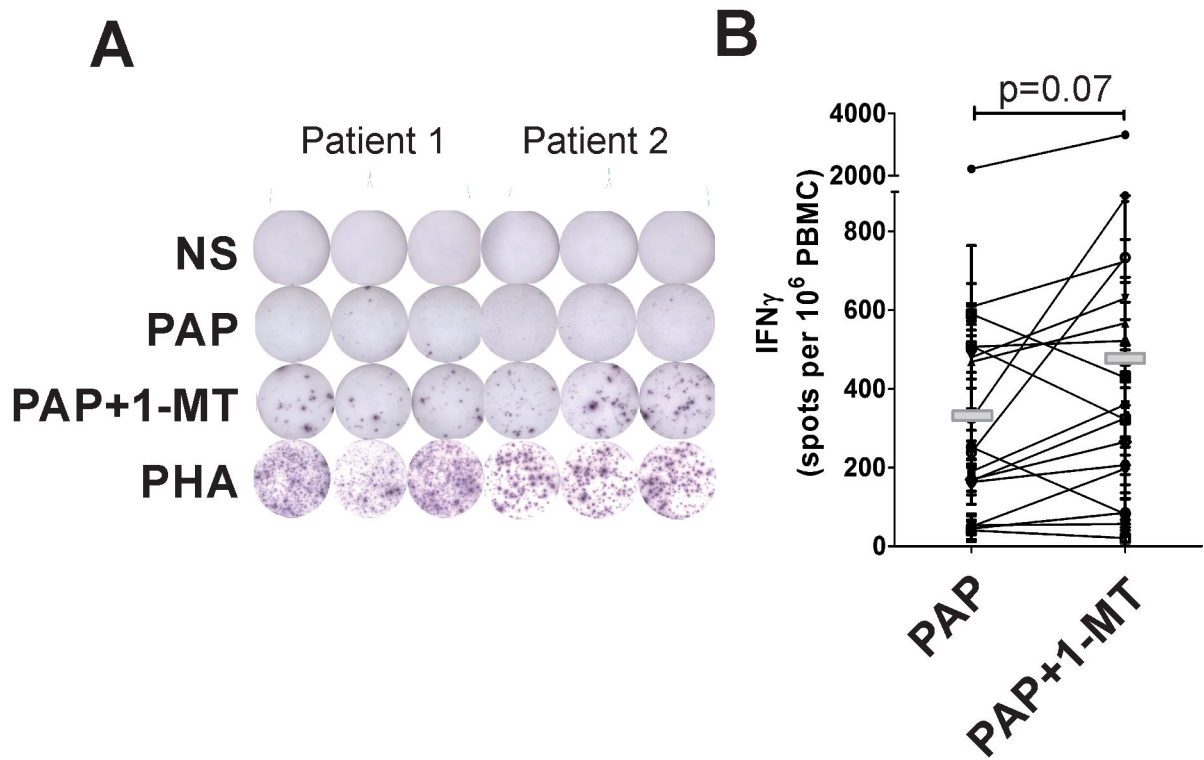 A
Patient 1 Patient 2
NS
PAP
PAP+1-MT
PHA
B
p=0.07
IFNγ
(spots per 10⁶ PBMC)
4000
2000
800
600
400
200
0
PAP
PAP+1-MT